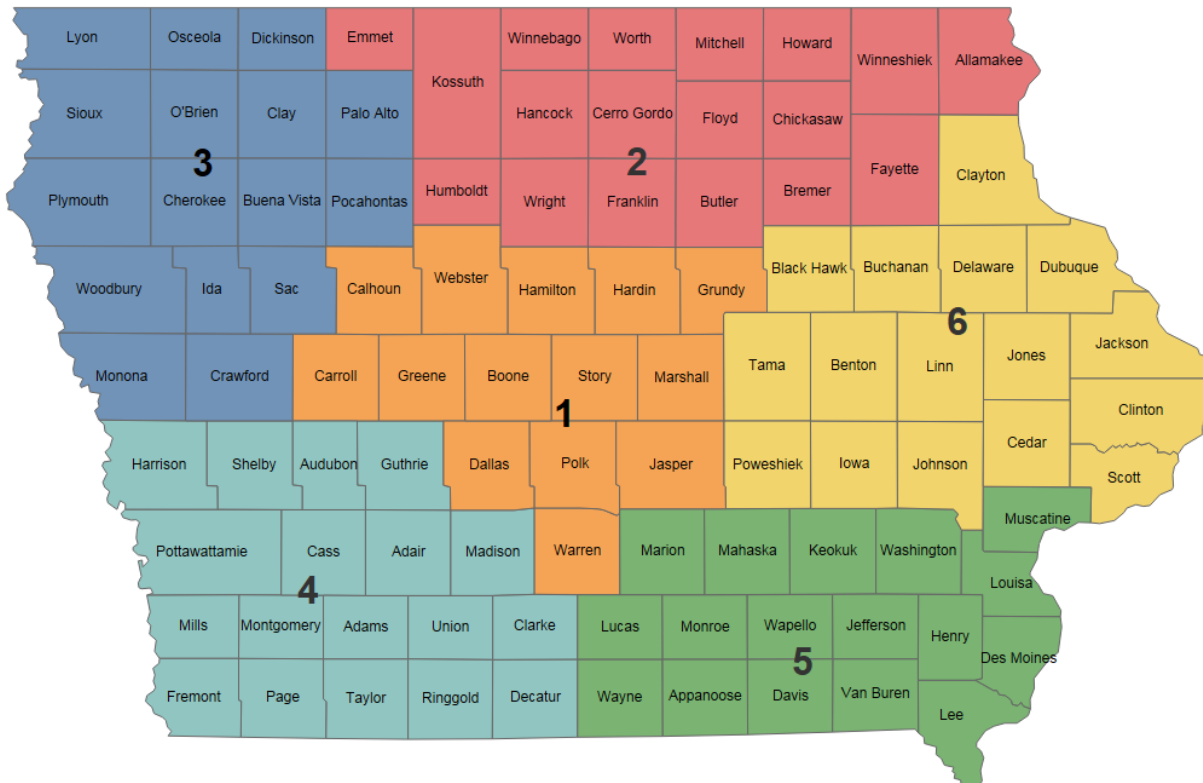 Lyon
Osceola
Dickinson
Emmet
Kossuth
Winnebago
Worth
Mitchell
Howard
Winneshiek
Allamakee
Sioux
O'Brien
Clay
Palo Alto
Hancock
Cerro Gordo
Floyd
Chickasaw
3
2
Fayette
Clayton
Plymouth
Cherokee
Buena Vista
Pocahontas
Humboldt
Wright
Franklin
Butler
Bremer
Woodbury
Ida
Sac
Calhoun
Webster
Hamilton
Hardin
Grundy
Black Hawk
Buchanan
Delaware
Dubuque
6
Monona
Crawford
Carroll
Greene
Boone
Story
Marshall
Tama
Benton
Linn
Jones
Jackson
1
Clinton
Harrison
Shelby
Audubon
Guthrie
Dallas
Polk
Jasper
Poweshiek
Iowa
Johnson
Cedar
Scott
Pottawattamie
Cass
Adair
Madison
Warren
Marion
Mahaska
Keokuk
Washington
Muscatine
Louisa
4
Mills
Montgomery
Adams
Union
Clarke
Lucas
Monroe
Wapello
Jefferson
Henry
Des Moines
5
Fremont
Page
Taylor
Ringgold
Decatur
Wayne
Appanoose
Davis
Van Buren
Lee